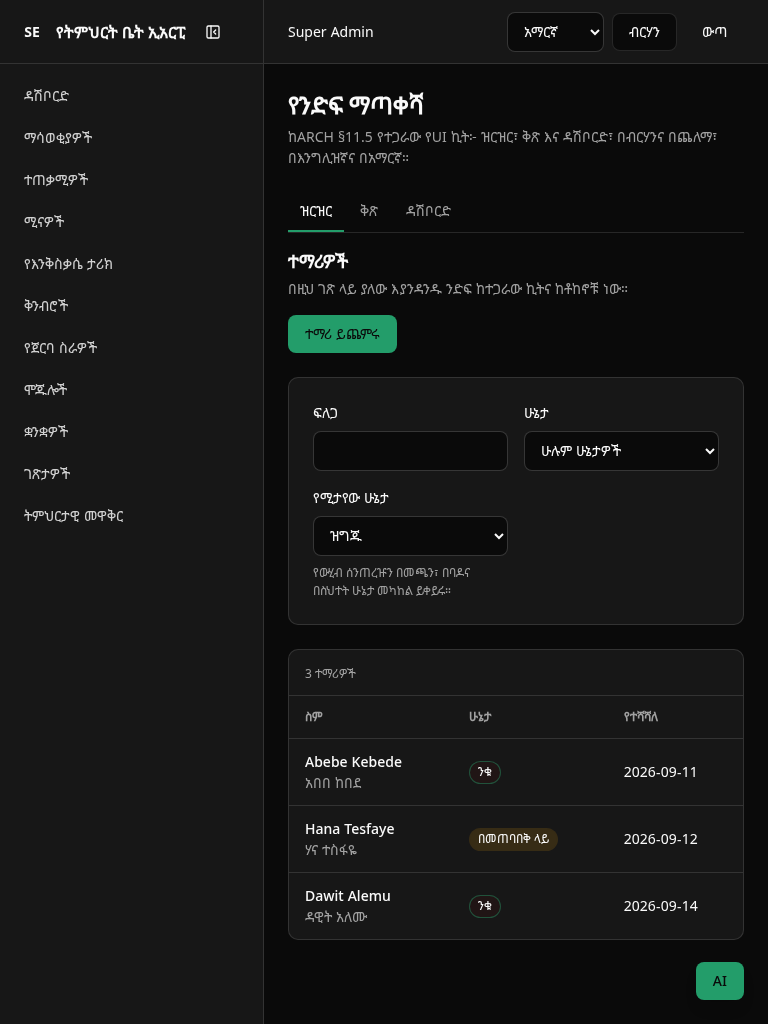 SE የትምህርት ቤት ኢአርፒ
Super Admin
አማርኛ
ብርሃን
ውጣ
ዳሽቦርድ
ማሳወቂያዎች
ተጠቃሚዎች
ሚናዎች
የእንቅስቃሴ ታሪክ
ቅንብሮች
የጀርባ ስራዎች
ሞጁሎች
ቋንቋዎች
ገጽታዎች
ትምህርታዊ መዋቅር
የንድፍ ማጣቀሻ
ከARCH §11.5 የተጋራው የUI ኪት፦ ዝርዝር፣ ቅጽ እና ዳሽቦርድ፣ በብርሃንና በጨለማ፣
በእንግሊዝኛና በአማርኛ።
ዝርዝር
ቅጽ
ዳሽቦርድ
ተማሪዎች
በዚህ ገጽ ላይ ያለው እያንዳንዱ ንድፍ ከተጋራው ኪትና ከቶከኖቹ ነው።
ተማሪ ይጨምሩ
ፍለጋ
ሁኔታ
ሁሉም ሁኔታዎች
የሚታየው ሁኔታ
ዝግጁ
የውሂብ ሰንጠረዡን በመጫን፣ በባዶና
በስህተት ሁኔታ መካከል ይቀይሩ።
3 ተማሪዎች
ስም
ሁኔታ
የተሻሻለ
Abebe Kebede
አበበ ከበደ
ንቁ
2026-09-11
Hana Tesfaye
ሃና ተስፋዬ
በመጠባበቅ ላይ
2026-09-12
Dawit Alemu
ዳዊት አለሙ
ንቁ
2026-09-14
AI